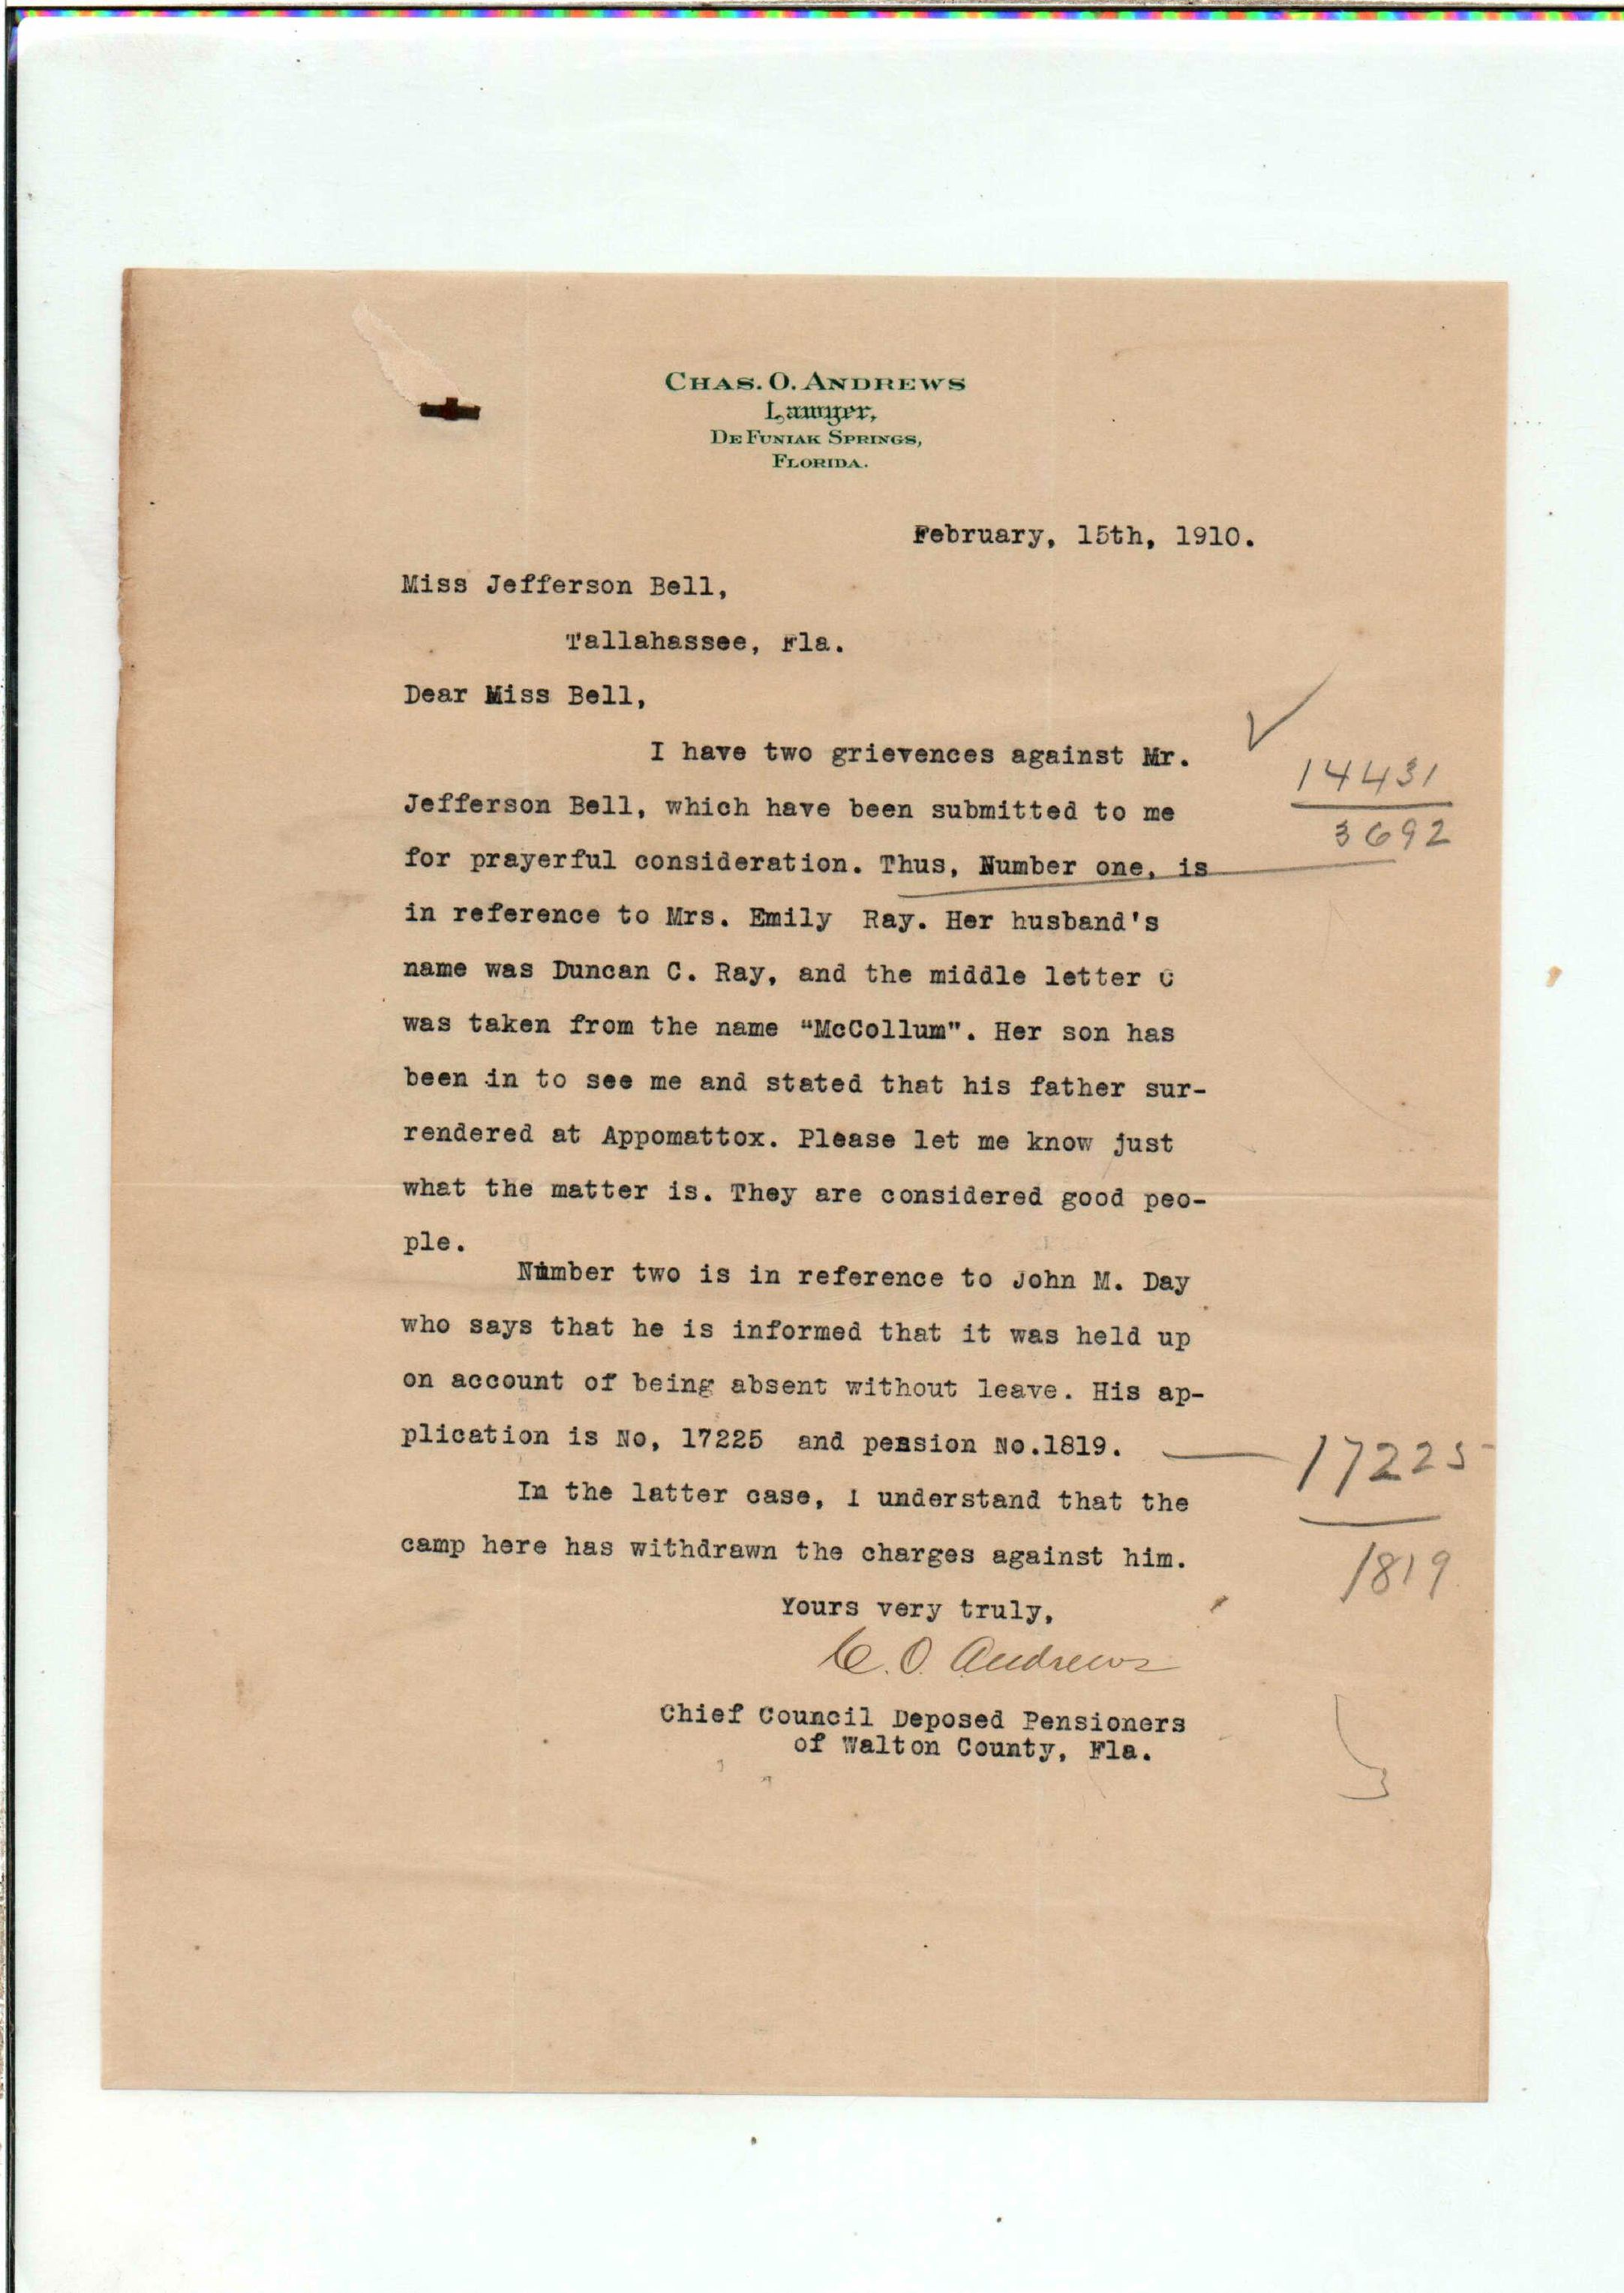 CHAS. O. ANDREWS
Lawyer,
DE FUNIAK SPRINGS,
FLORIDA.
February, 15th, 1910.
Miss Jefferson Bell,
Tallahassee, Fla.
Dear Miss Bell,
I have two grievences against Mr.
Jefferson Bell, which have been submitted to me
for prayerful consideration. Thus, Number one, is
14431
3692
in reference to Mrs. Emily Ray. Her husband's
name was Duncan C. Ray, and the middle letter C
was taken from the name "McCollum". Her son has
been in to see me and stated that his father sur-
rendered at Appomattox. Please let me know just
what the matter is. They are considered good peo-
ple.
Number two is in reference to John M. Day
who says that he is informed that it was held up
on account of being absent without leave. His ap-
plication is No, 17225 and pension No.1819.
17225
1819
In the latter case, I understand that the
camp here has withdrawn the charges against him.
Yours very truly,
C. O. Andrews
Chief Council Deposed Pensioners
of Walton County, Fla.